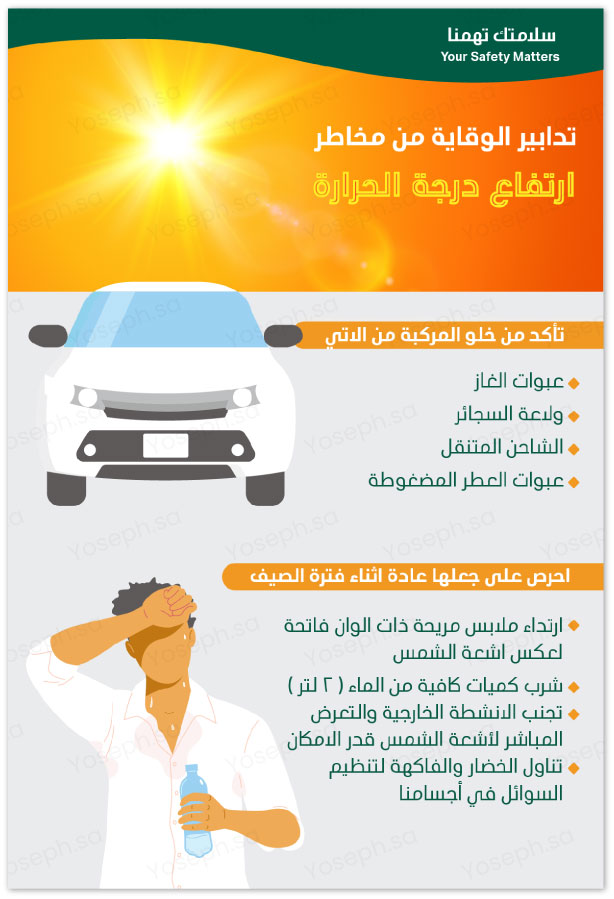 سلامتك تهمنا
Your Safety Matters
تدابير الوقاية من مخاطر
ارتفاع درجة الحرارة
تأكد من خلو المركبة من الاتي
عبوات الغاز
ولاعة السجائر
الشاحن المتنقل
عبوات العطر المضغوطة
احرص على جعلها عادة اثناء فترة الصيف
ارتداء ملابس مريحة ذات الوان فاتحة
لعكس اشعة الشمس
شرب كميات كافية من الماء ( ٢ لتر )
تجنب الانشطة الخارجية والتعرض
المباشر لأشعة الشمس قدر الامكان
تناول الخضار والفاكهة لتنظيم
السوائل في أجسامنا
Yoseph.sa